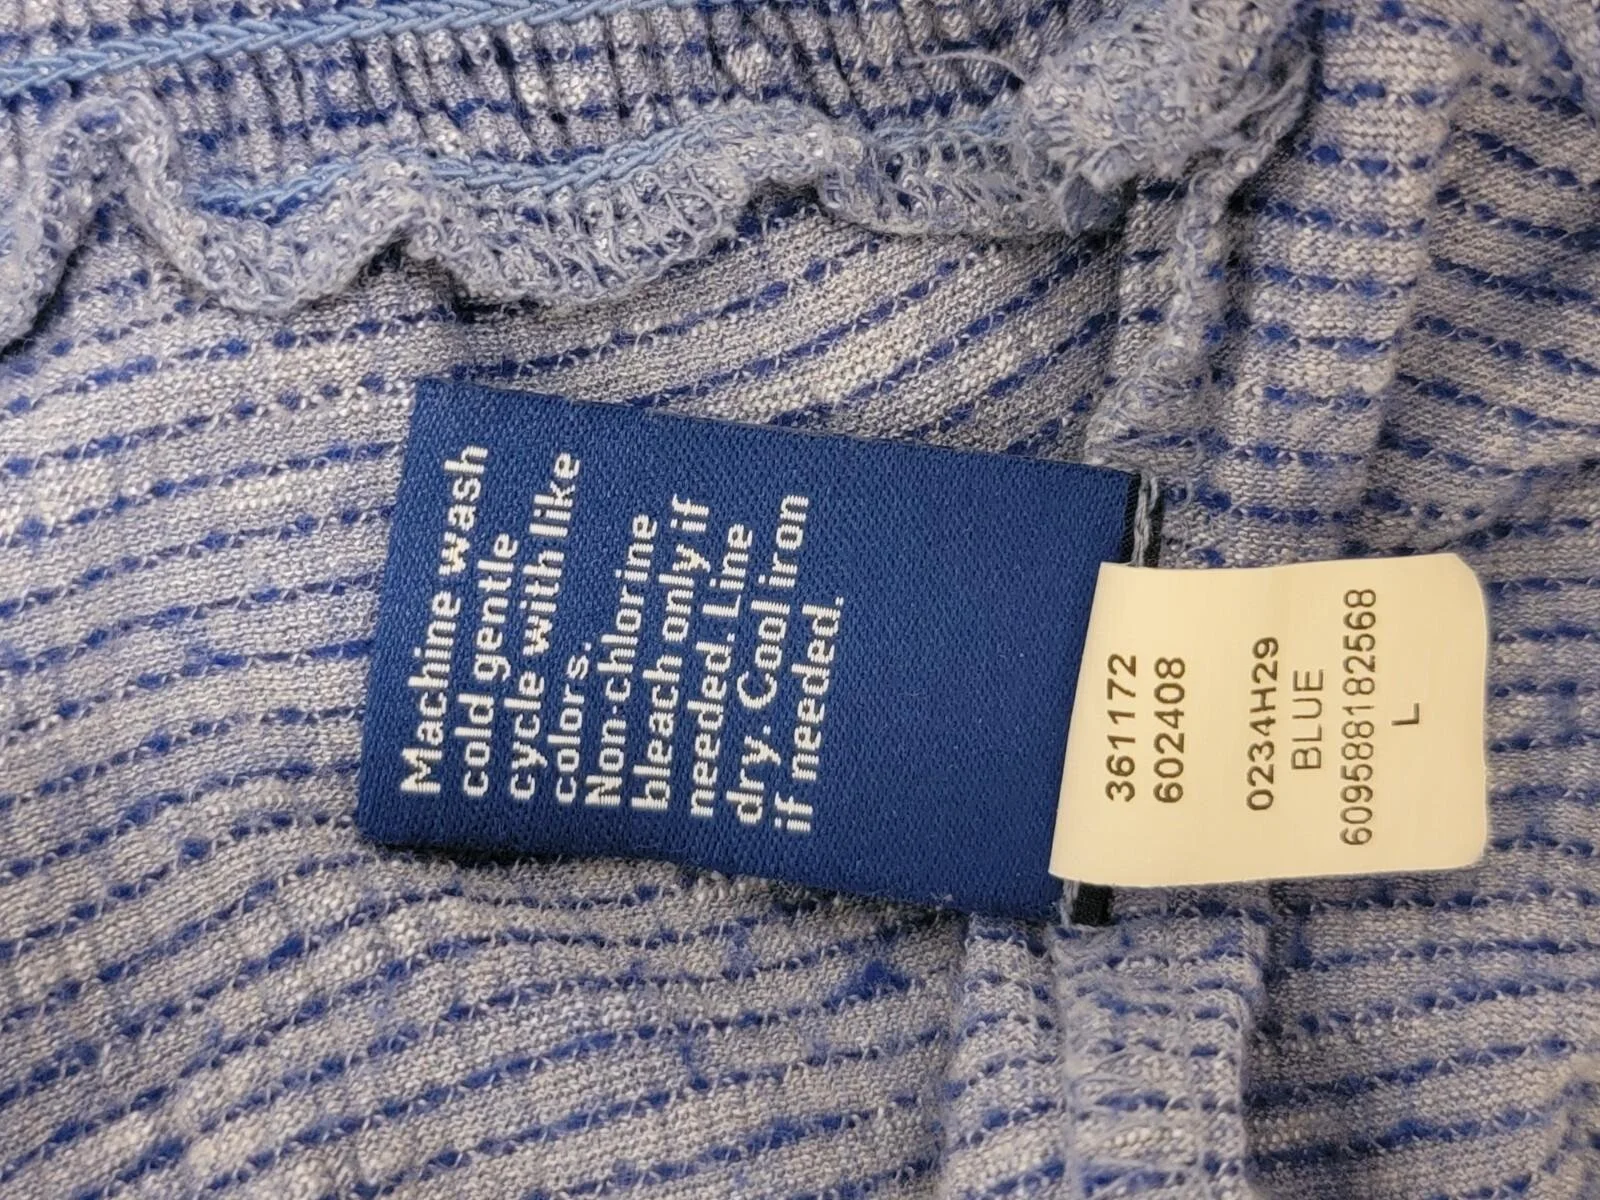 Machine wash
cold gentle
cycle with like
colors.
Non-chlorine
bleach only if
needed. Line
dry. Cool iron
if needed.
361172
602408
0234H29
BLUE
609588182568
L